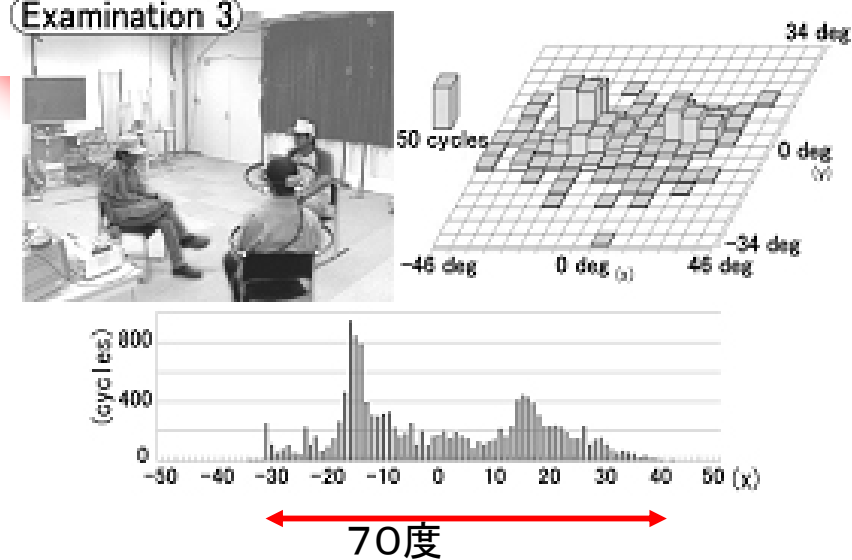 (Examination 3)
34 deg
50 cycles
0 deg
(Y)
-34 deg
-46 deg
0 deg (x)
46 deg
(cycles)
800
400
0
-50 -40 -30 -20 -10 0 10 20 30 40 50 (x)
70度